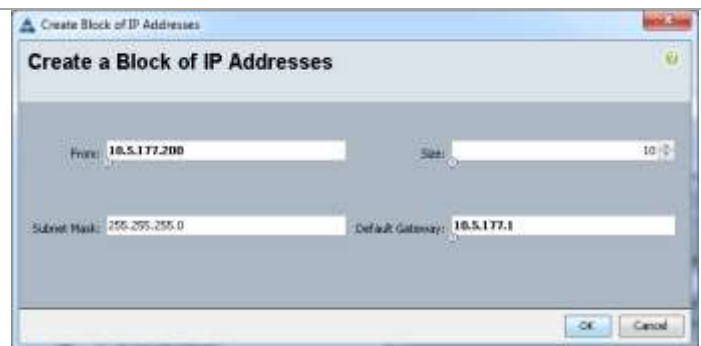 Create Block of IP Addresses
Create a Block of IP Addresses
From: 10.5.177.200
Size: 10
Subnet Mask: 255.255.255.0
Default Gateway: 10.5.177.1
OK Cancel